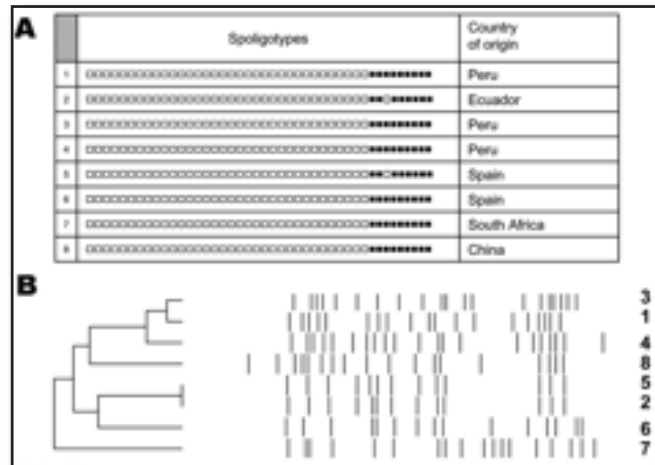 A
Spoligotypes
Country
of origin
1 Peru
2 Ecuador
3 Peru
4 Peru
5 Spain
6 Spain
7 South Africa
8 China
B
3
1
4
8
5
2
6
7